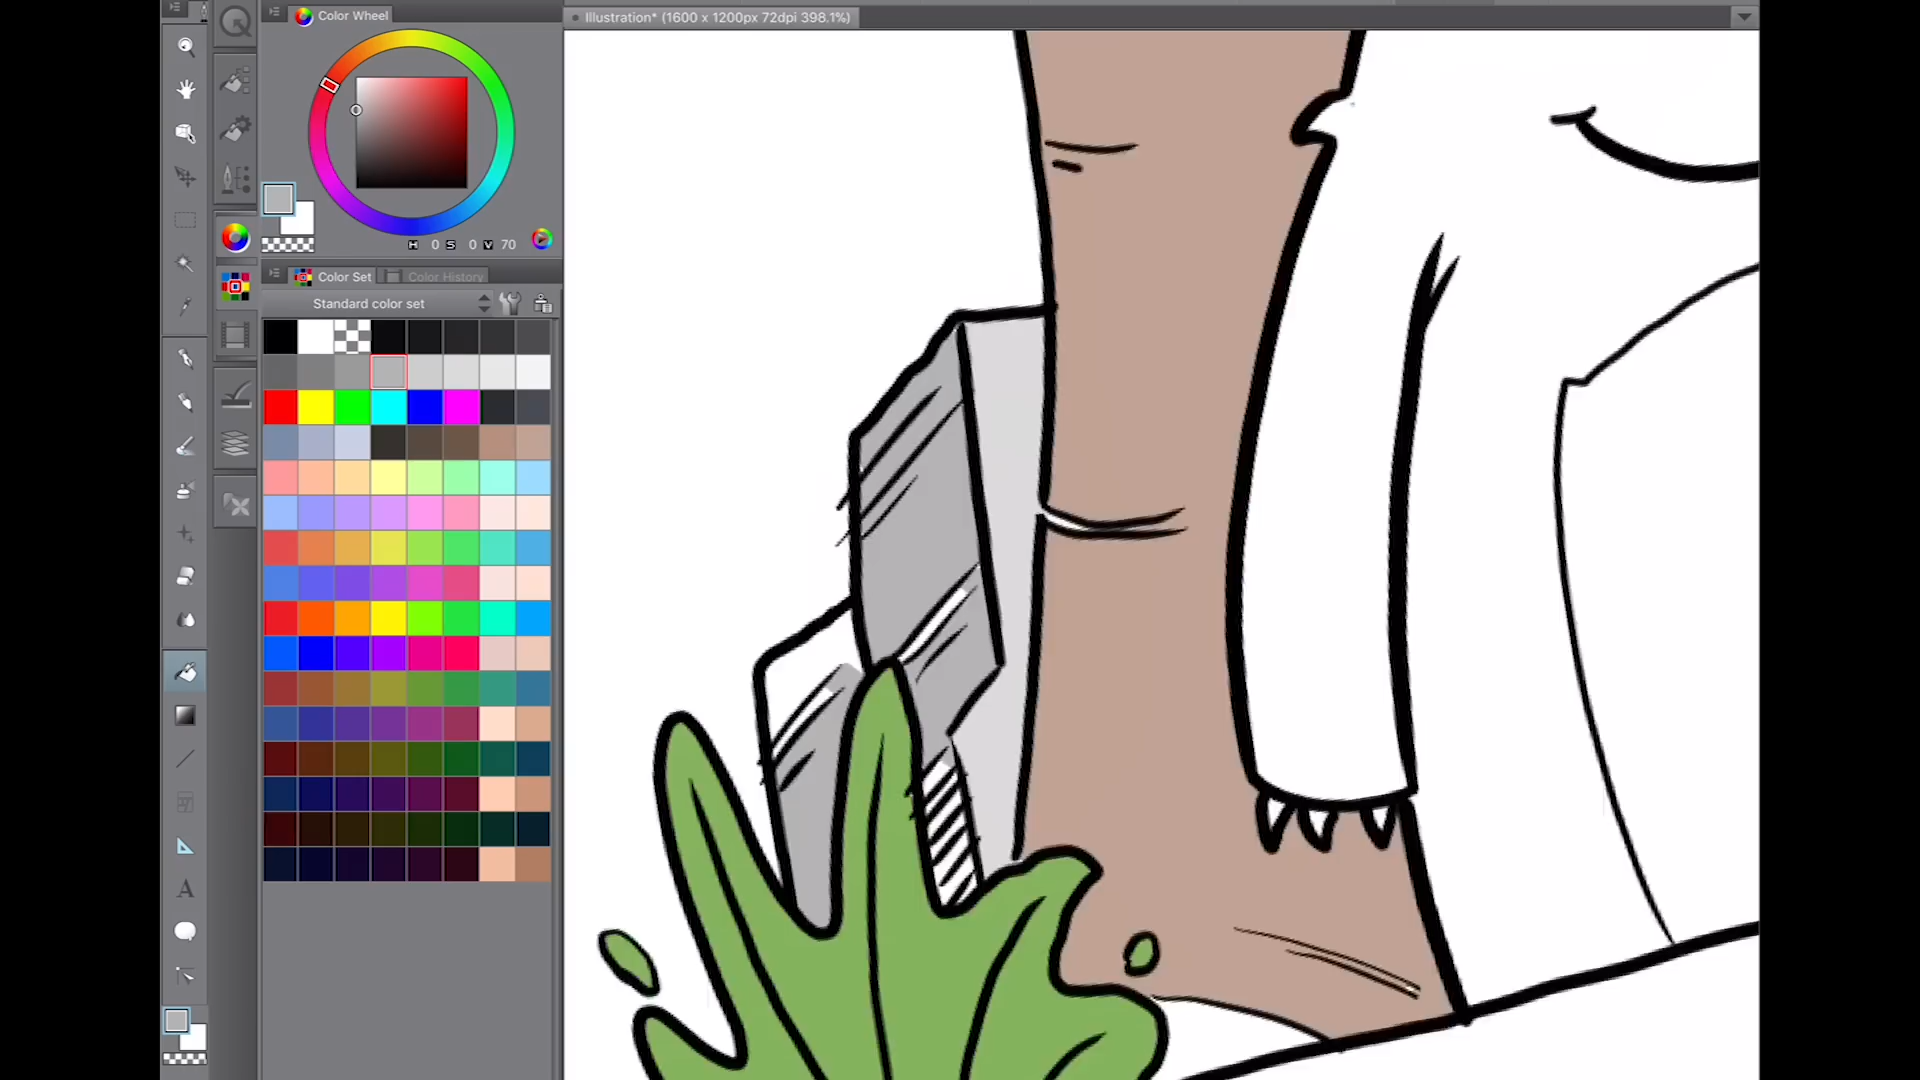 Color Wheel
Illustration* (1600 x 1200px 72dpi 398.1%)
H 0 S 0 V 70
Color Set
Color History
Standard color set
A